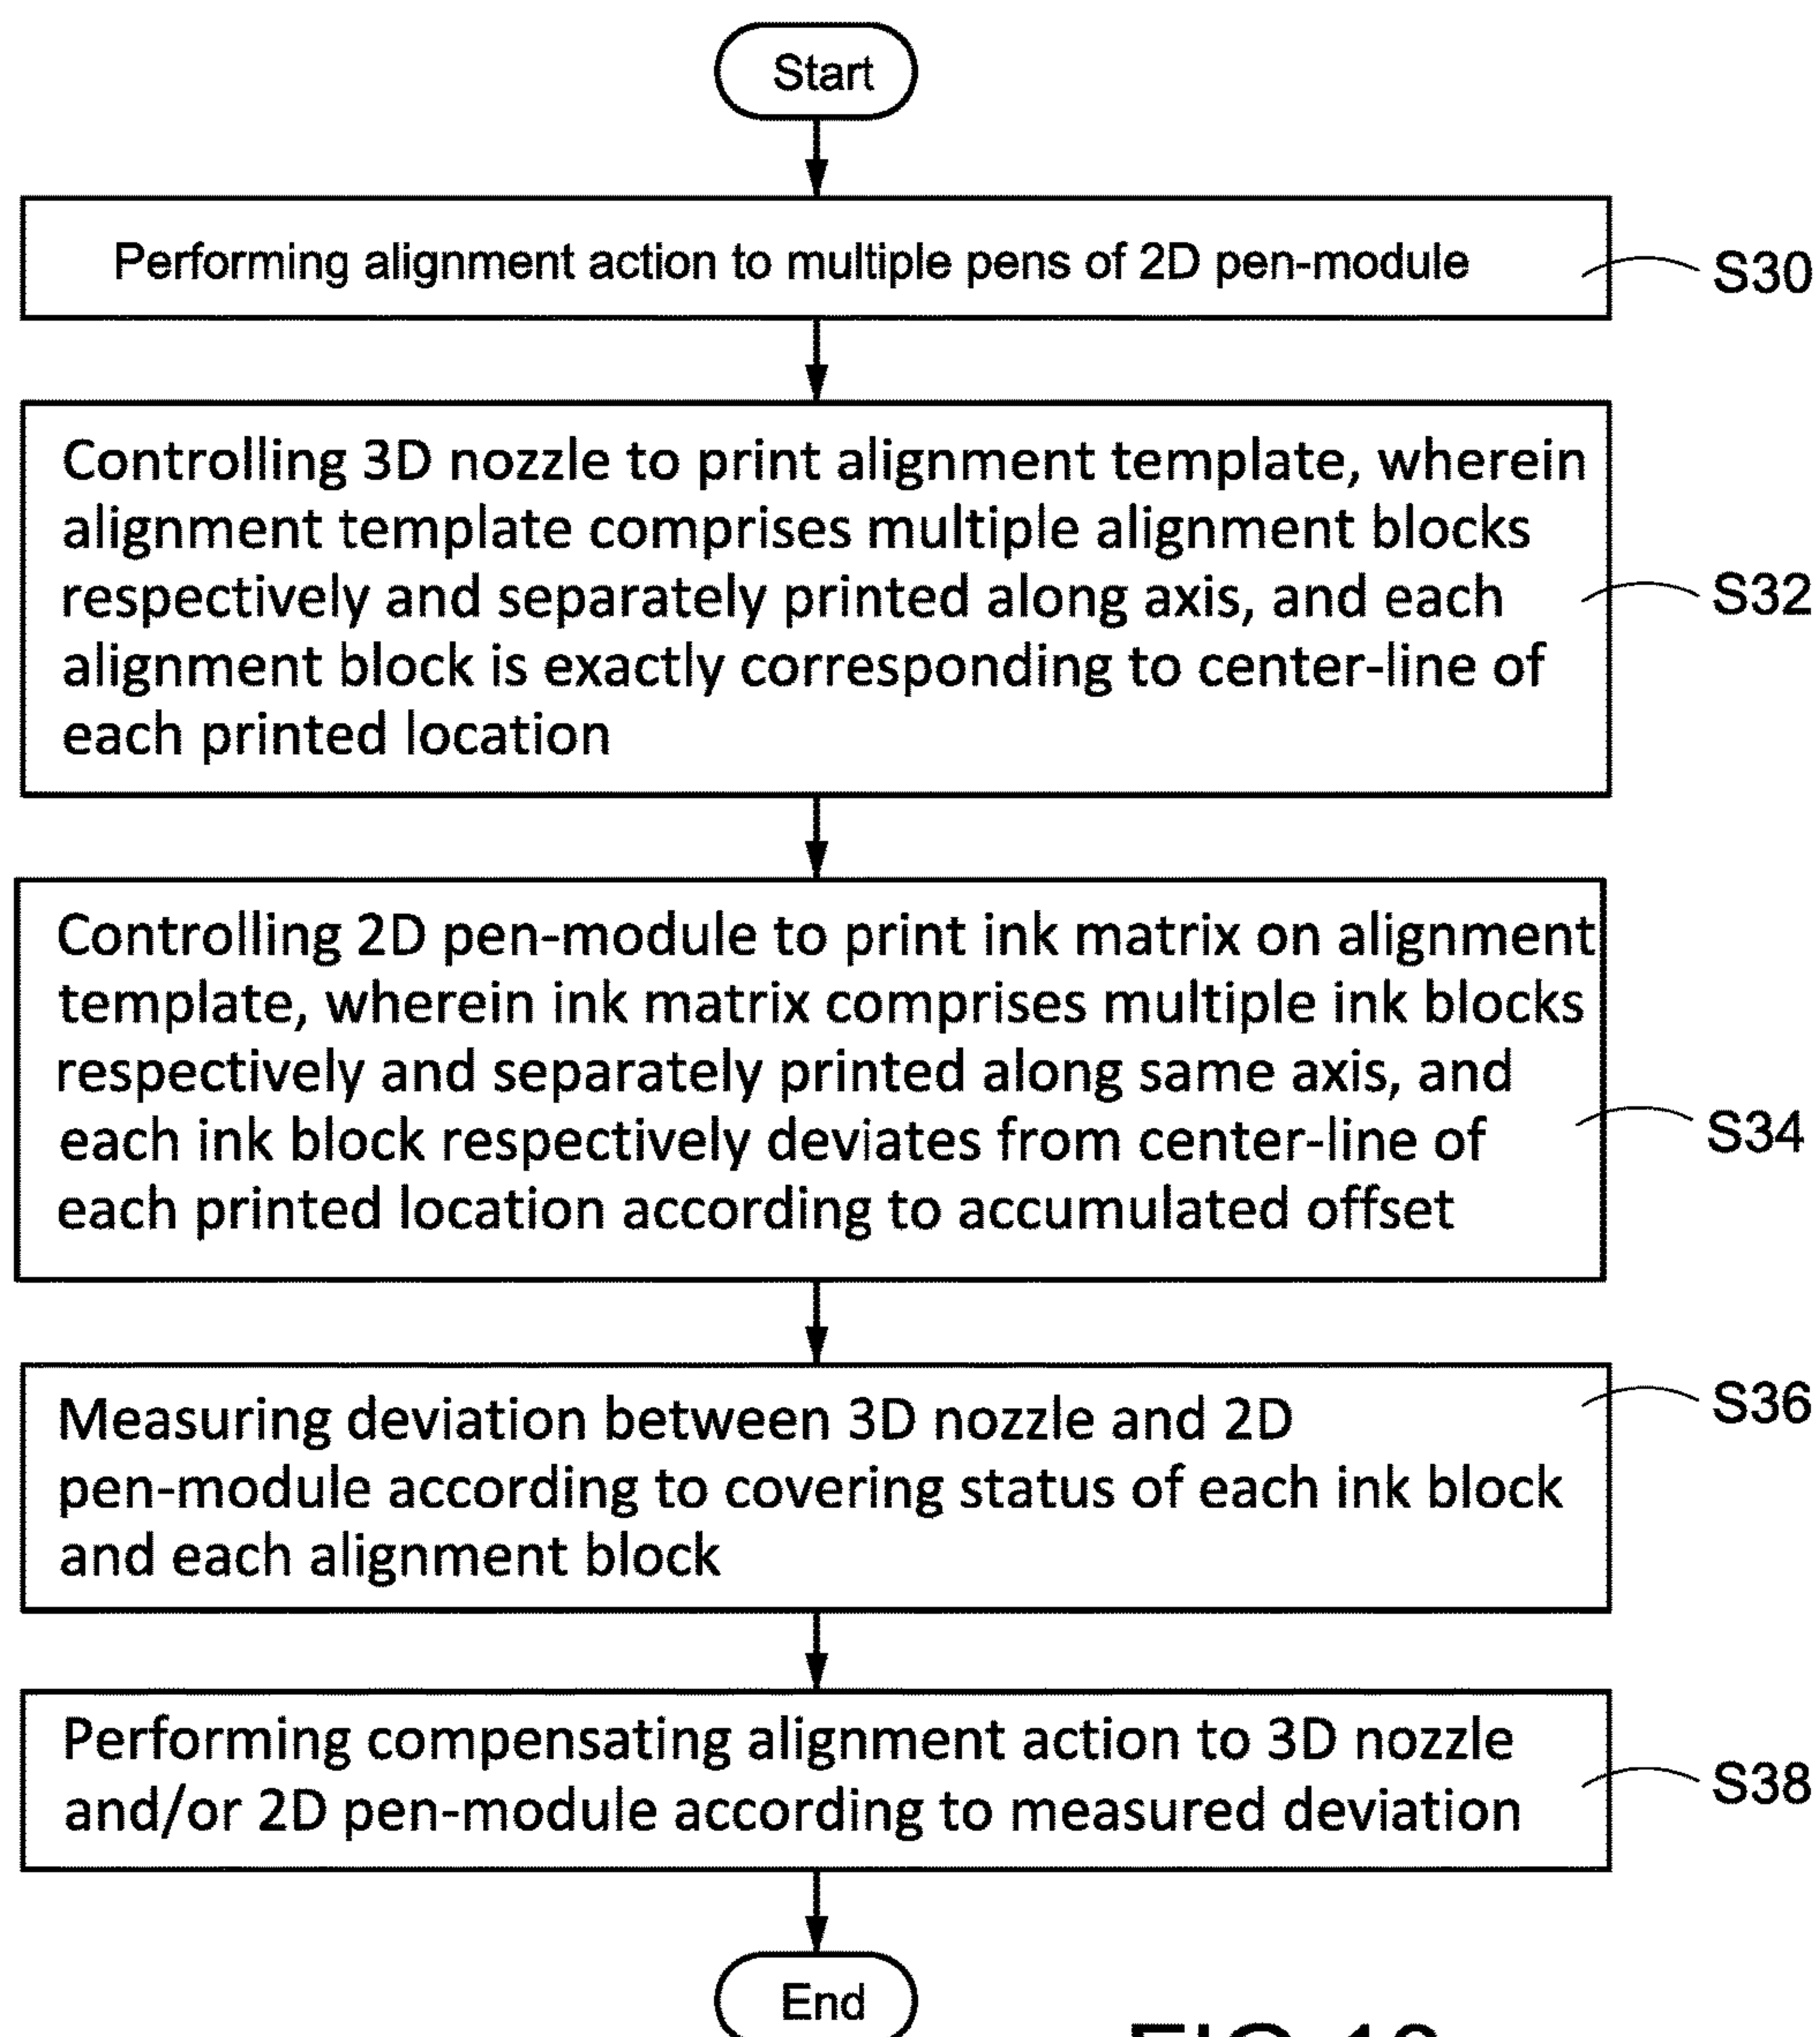 Start
Performing alignment action to multiple pens of 2D pen-module
S30
Controlling 3D nozzle to print alignment template, wherein
alignment template comprises multiple alignment blocks
respectively and separately printed along axis, and each
alignment block is exactly corresponding to center-line of
each printed location
S32
Controlling 2D pen-module to print ink matrix on alignment
template, wherein ink matrix comprises multiple ink blocks
respectively and separately printed along same axis, and
each ink block respectively deviates from center-line of
each printed location according to accumulated offset
S34
Measuring deviation between 3D nozzle and 2D
pen-module according to covering status of each ink block
and each alignment block
S36
Performing compensating alignment action to 3D nozzle
and/or 2D pen-module according to measured deviation
S38
End